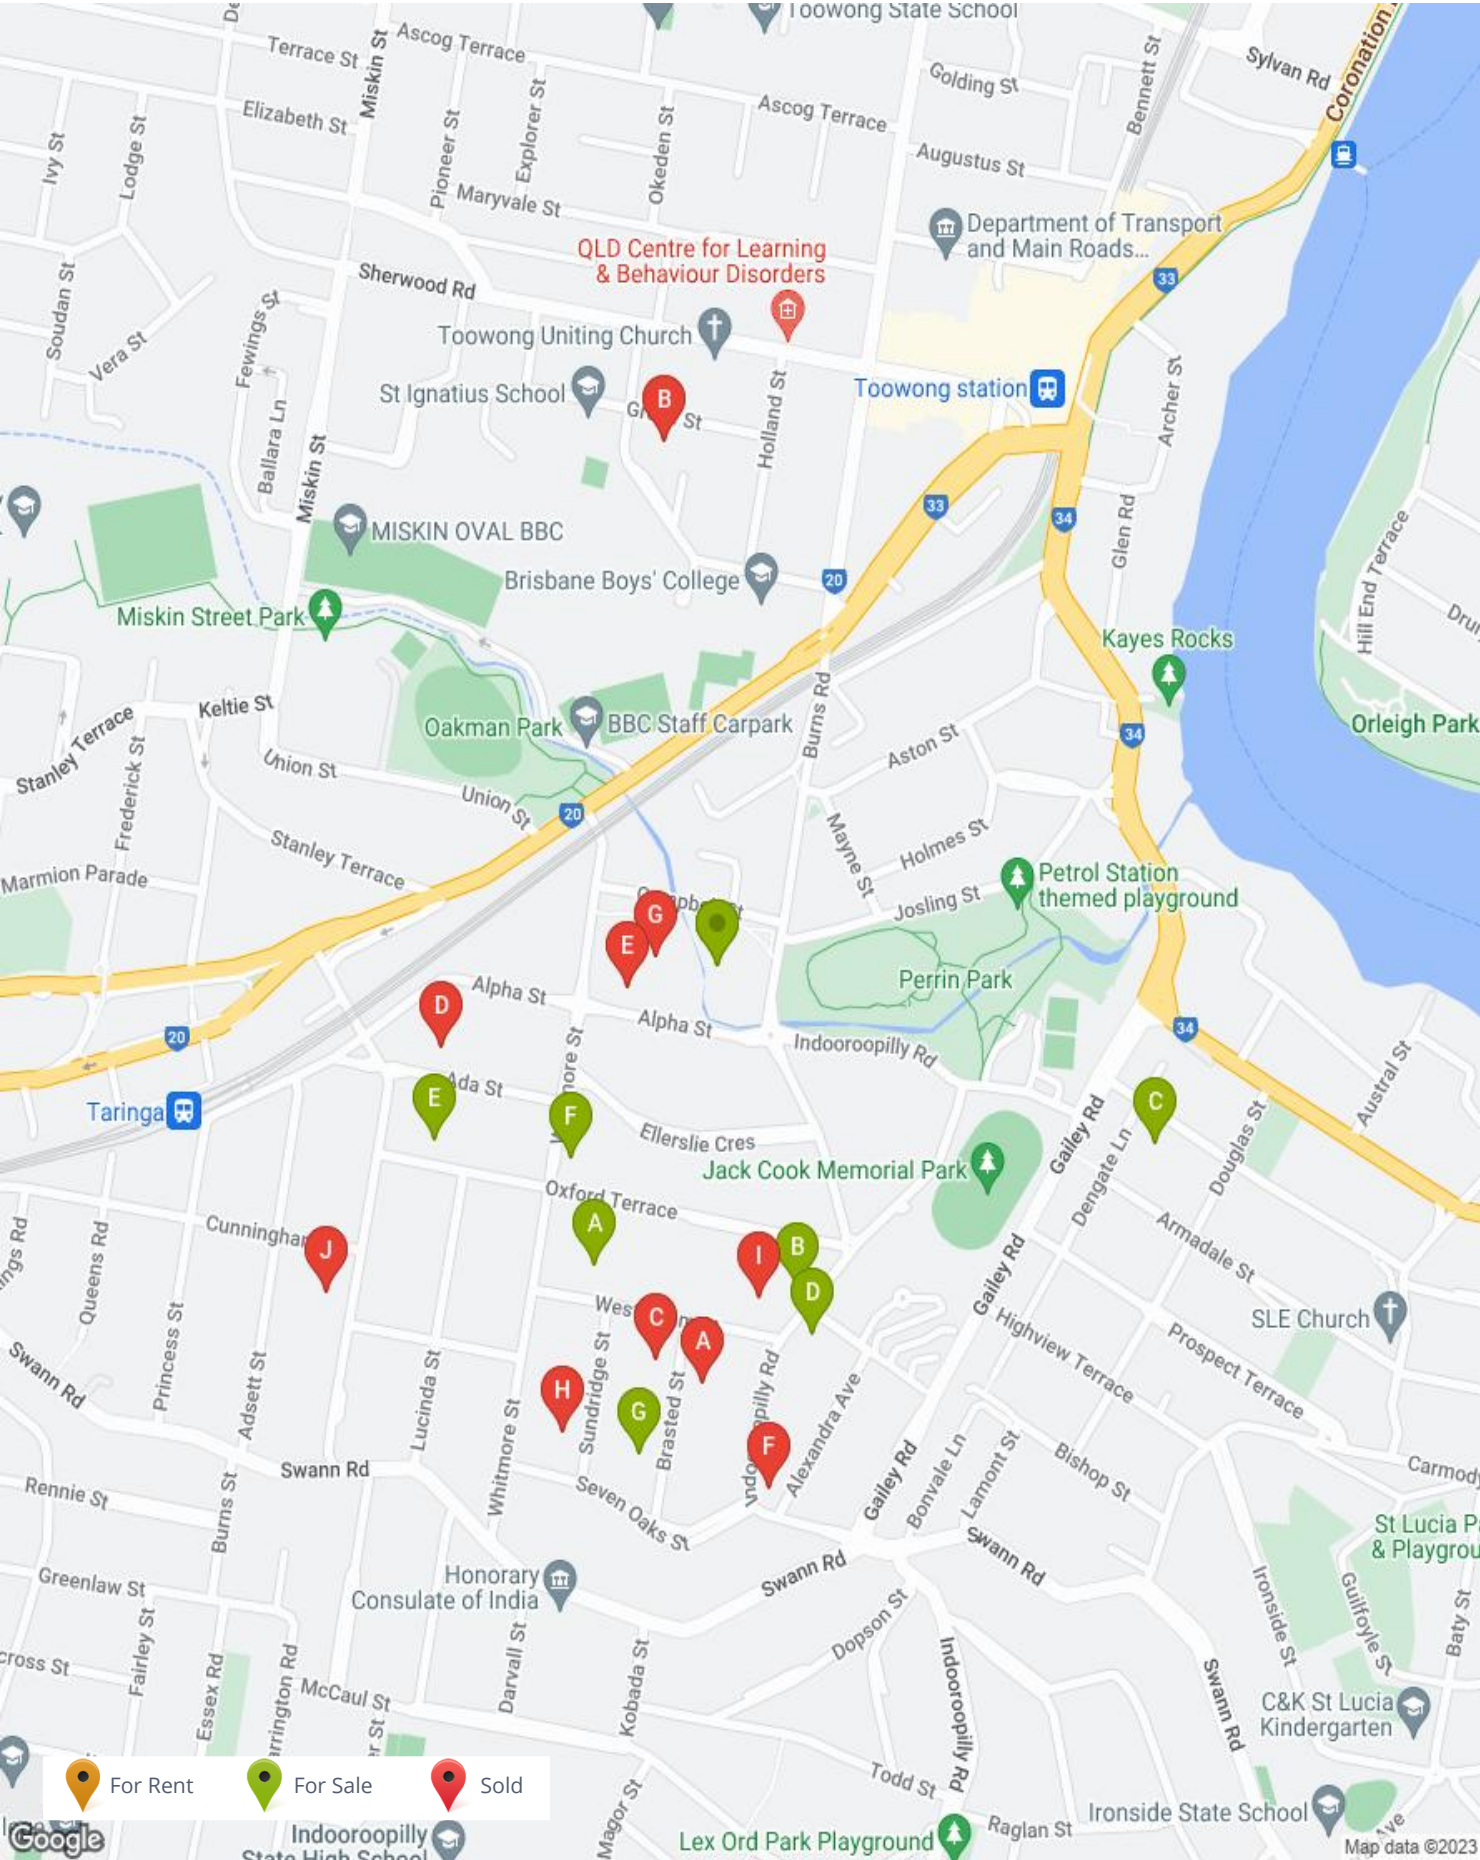 Toowong State School
Coronation
Sylvan Rd
Terrace St
Miskin St
Ascog Terrace
Golding St
Bennett St
Elizabeth St
Ascog Terrace
Ivy St
Lodge St
Pioneer St
Explorer St
Okeden St
Augustus St
Maryvale St
Department of Transport
and Main Roads...
QLD Centre for Learning
& Behaviour Disorders
33
Soudan St
Sherwood Rd
Fewings St
Vera St
Toowong Uniting Church
St Ignatius School
B
St
Holland St
Toowong station
Archer St
Ballara Ln
Miskin St
MISKIN OVAL BBC
33
34
Glen Rd
Hill End Terrace
Brisbane Boys' College
20
Miskin Street Park
Kayes Rocks
Keltie St
Stanley Terrace
Oakman Park
BBC Staff Carpark
Burns Rd
Aston St
34
Orleigh Park
Frederick St
Union St
Union St
20
Mayne St
Holmes St
Stanley Terrace
Marmion Parade
Petrol Station
themed playground
Josling St
G
E
Perrin Park
D
Alpha St
Alpha St
Indooroopilly Rd
20
34
Austral St
Ada St
Taringa
E
F
C
Ellerslie Cres
Gailey Rd
Dengate Ln
Douglas St
Jack Cook Memorial Park
Oxford Terrace
A
Queens Rd
Cunningham
J
I
B
D
Armadale St
Gailey Rd
C
A
SLE Church
Princess St
Swann Rd
Adsett St
Lucinda St
H
Sundridge St
G
Brasted St
Highview Terrace
Prospect Terrace
Whitmore St
F
Alexandra Ave
Swann Rd
Gailey Rd
Bonvale Ln
Lamont St
Bishop St
Carmody
Rennie St
Burns St
Seven Oaks St
Swann Rd
Swann Rd
St Lucia
& Playgrou
Honorary
Consulate of India
Greenlaw St
Fairley St
Dopson St
Ironside St
Guilfoyle St
Baty St
Essex Rd
McCaul St
Darvall St
Kobada St
Indooroopilly Rd
Swann Rd
C&K St Lucia
Kindergarten
For Rent
For Sale
Sold
Todd St
Magor St
Raglan St
Ironside State School
Google
Indooroopilly
State High School
Lex Ord Park Playground
Ave
Map data ©2023